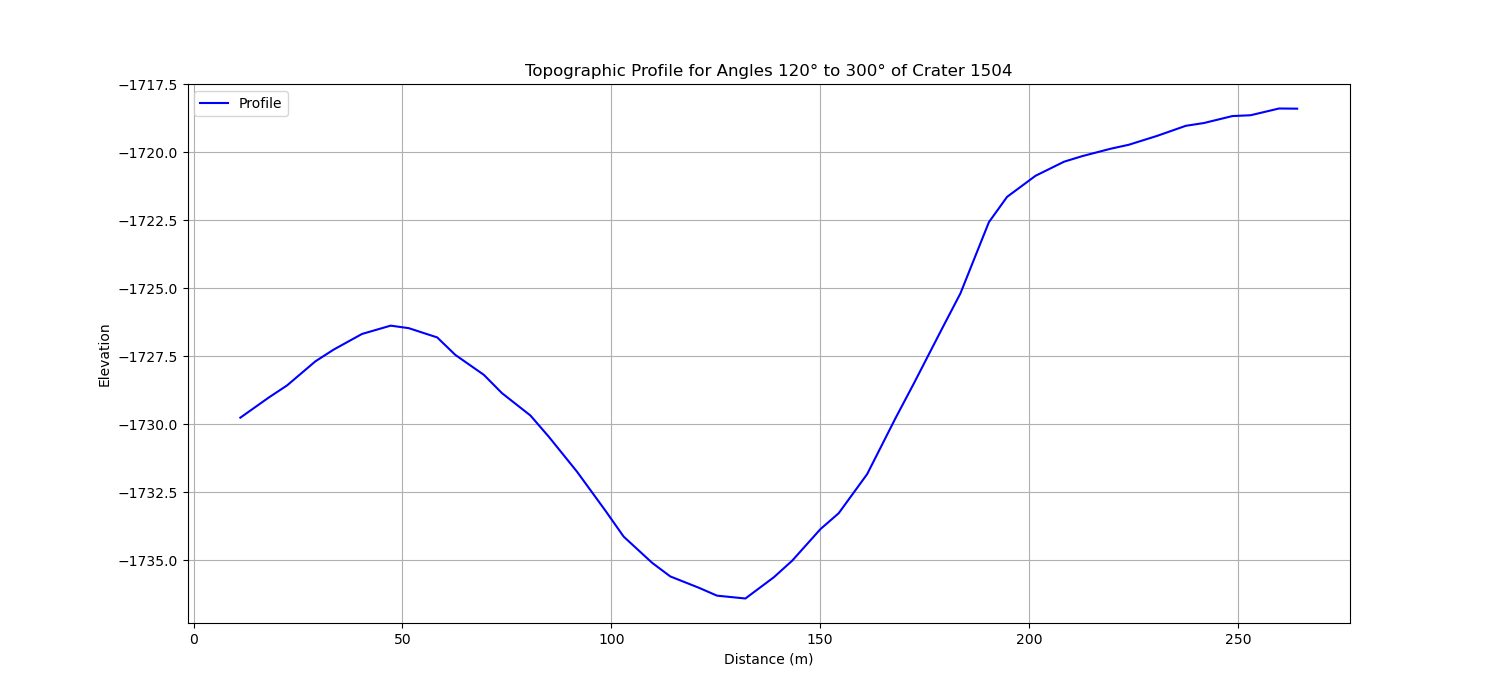 Topographic Profile for Angles 120° to 300° of Crater 1504
Profile
−1717.5
−1720.0
−1722.5
−1725.0
−1727.5
−1730.0
−1732.5
−1735.0
Elevation
0 50 100 150 200 250
Distance (m)